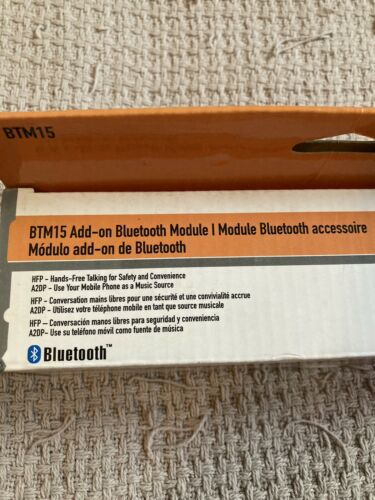 BTM15
BTM15 Add-on Bluetooth Module | Module Bluetooth accessoire
Módulo add-on de Bluetooth
HFP – Hands-Free Talking for Safety and Convenience
A2DP – Use Your Mobile Phone as a Music Source
HFP – Conversation mains libres pour une sécurité et une convivialité accrue
A2DP – Utilisez votre téléphone mobile en tant que source musicale
HFP – Conversación manos libres para seguridad y conveniencia
A2DP– Use su teléfono móvil como fuente de música
Bluetooth™